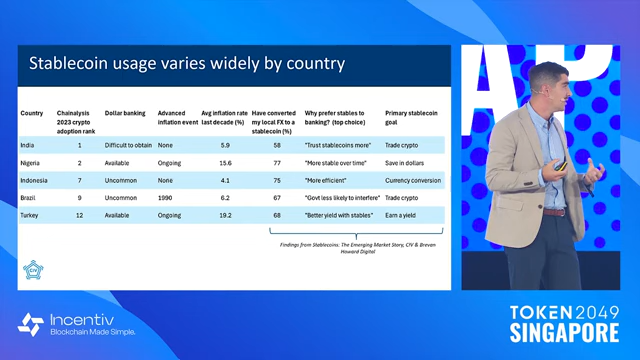 Stablecoin usage varies widely by country
Country | Chainalysis 2023 crypto adoption rank | Dollar banking | Advanced inflation event | Avg inflation rate last decade (%) | Have converted my local FX to a stablecoin (%) | Why prefer stables to banking? (top choice) | Primary stablecoin goal
India | 1 | Difficult to obtain | None | 5.9 | 58 | "Trust stablecoins more" | Trade crypto
Nigeria | 2 | Available | Ongoing | 15.6 | 77 | "More stable over time" | Save in dollars
Indonesia | 7 | Uncommon | None | 4.1 | 75 | "More efficient" | Currency conversion
Brazil | 9 | Uncommon | 1990 | 6.2 | 67 | "Govt less likely to interfere" | Trade crypto
Turkey | 12 | Available | Ongoing | 19.2 | 68 | "Better yield with stables" | Earn a yield
Findings from Stablecoins: The Emerging Market Story, CIV & Brevan
Howard Digital
CIV
AP
Incentiv
Blockchain Made Simple.
TOKEN2049
SINGAPORE